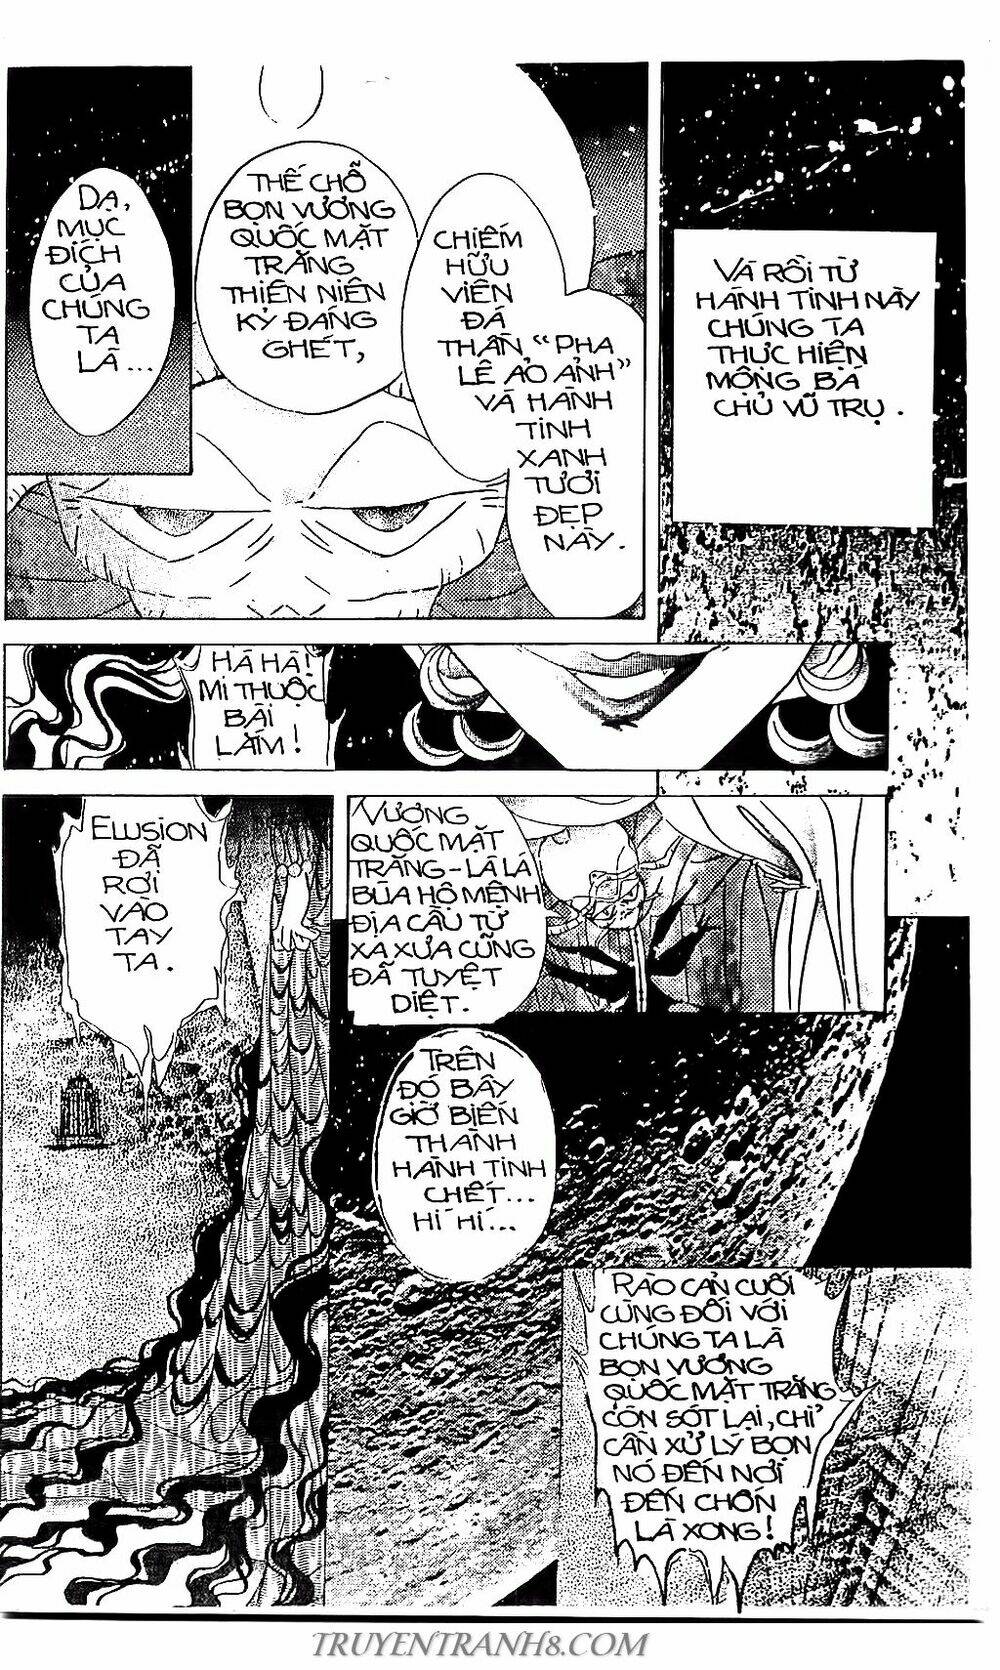 DẠ,
MỤC
ĐÍCH
CỦA
CHÚNG
TA
LÀ...
THẾ CHỖ
BỌN VƯƠNG
QUỐC MẶT
TRĂNG
THIÊN NIÊN
KỶ ĐÁNG
GHÉT,
CHIẾM
HỮU
VIÊN
ĐÁ
THẦN "PHA
LÊ ẢO ẢNH"
VÀ HÀNH
TINH
XANH
TƯƠI
ĐẸP
NÀY.
VÀ RỒI TỪ
HÀNH TINH NÀY
CHÚNG TA
THỰC HIỆN
MỘNG BÁ
CHỦ VŨ TRỤ.
HÀ HÀ!
MI THUỘC
BÀI
LẮM!
ELUSION
ĐÃ
RƠI
VÀO
TAY
TA.
VƯƠNG
QUỐC MẶT
TRĂNG-LÀ LÁ
BÙA HỘ MỆNH
ĐỊA CẦU TỪ
XA XƯA CŨNG
ĐÃ TUYỆT
DIỆT.
TRÊN
ĐÓ BÂY
GIỜ BIẾN
THÀNH
HÀNH TINH
CHẾT...
HÍ HÍ...
RÀO CẢN CUỐI
CÙNG ĐỐI VỚI
CHÚNG TA LÀ
BỌN VƯƠNG
QUỐC MẶT TRĂNG
CÒN SÓT LẠI, CHỈ
CẦN XỬ LÝ BỌN
NÓ ĐẾN NƠI
ĐẾN CHỐN
LÀ XONG!
TRUYENTRANH8.COM